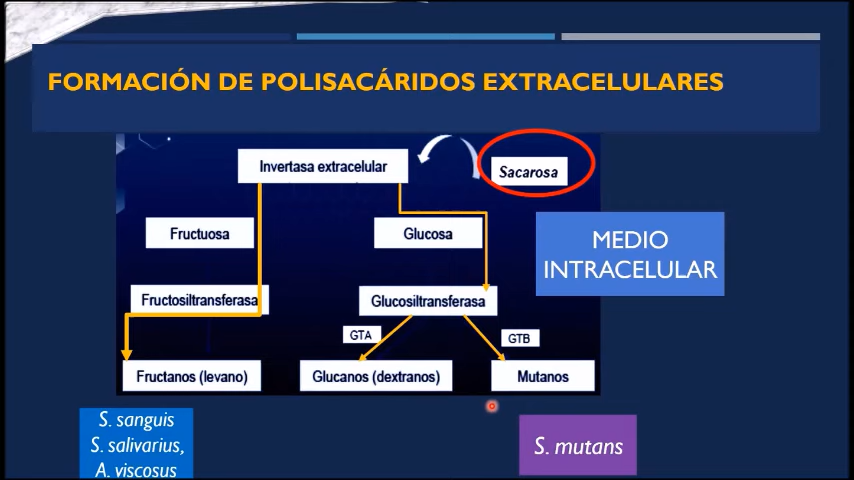 FORMACIÓN DE POLISACÁRIDOS EXTRACELULARES
Invertasa extracelular
Sacarosa
Fructuosa
Glucosa
MEDIO
INTRACELULAR
Fructosiltransferasa
Glucosiltransferasa
GTA
GTB
Fructanos (levano)
Glucanos (dextranos)
Mutanos
S. sanguis
S. salivarius,
A. viscosus
S. mutans